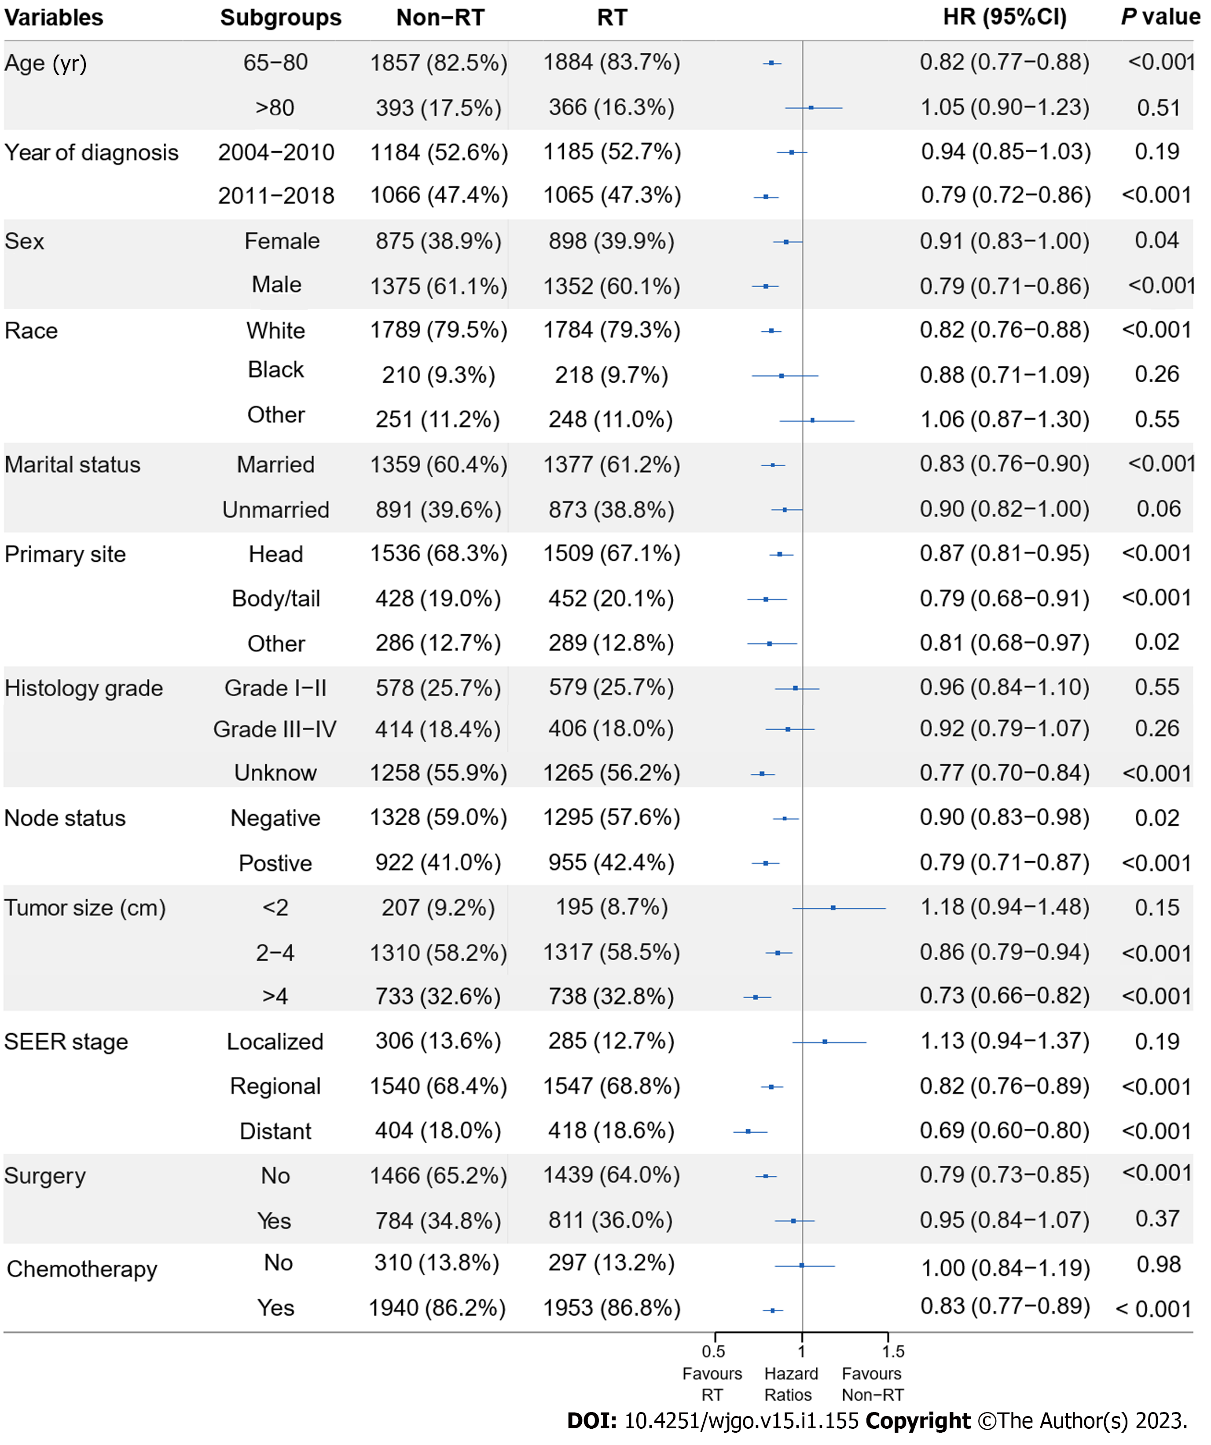 Variables Subgroups Non−RT RT HR (95%CI) P value
Age (yr) 65−80 1857 (82.5%) 1884 (83.7%) 0.82 (0.77−0.88) <0.001
>80 393 (17.5%) 366 (16.3%) 1.05 (0.90−1.23) 0.51
Year of diagnosis 2004−2010 1184 (52.6%) 1185 (52.7%) 0.94 (0.85−1.03) 0.19
2011−2018 1066 (47.4%) 1065 (47.3%) 0.79 (0.72−0.86) <0.001
Sex Female 875 (38.9%) 898 (39.9%) 0.91 (0.83−1.00) 0.04
Male 1375 (61.1%) 1352 (60.1%) 0.79 (0.71−0.86) <0.001
Race White 1789 (79.5%) 1784 (79.3%) 0.82 (0.76−0.88) <0.001
Black 210 (9.3%) 218 (9.7%) 0.88 (0.71−1.09) 0.26
Other 251 (11.2%) 248 (11.0%) 1.06 (0.87−1.30) 0.55
Marital status Married 1359 (60.4%) 1377 (61.2%) 0.83 (0.76−0.90) <0.001
Unmarried 891 (39.6%) 873 (38.8%) 0.90 (0.82−1.00) 0.06
Primary site Head 1536 (68.3%) 1509 (67.1%) 0.87 (0.81−0.95) <0.001
Body/tail 428 (19.0%) 452 (20.1%) 0.79 (0.68−0.91) <0.001
Other 286 (12.7%) 289 (12.8%) 0.81 (0.68−0.97) 0.02
Histology grade Grade I−II 578 (25.7%) 579 (25.7%) 0.96 (0.84−1.10) 0.55
Grade III−IV 414 (18.4%) 406 (18.0%) 0.92 (0.79−1.07) 0.26
Unknow 1258 (55.9%) 1265 (56.2%) 0.77 (0.70−0.84) <0.001
Node status Negative 1328 (59.0%) 1295 (57.6%) 0.90 (0.83−0.98) 0.02
Postive 922 (41.0%) 955 (42.4%) 0.79 (0.71−0.87) <0.001
Tumor size (cm) <2 207 (9.2%) 195 (8.7%) 1.18 (0.94−1.48) 0.15
2−4 1310 (58.2%) 1317 (58.5%) 0.86 (0.79−0.94) <0.001
>4 733 (32.6%) 738 (32.8%) 0.73 (0.66−0.82) <0.001
SEER stage Localized 306 (13.6%) 285 (12.7%) 1.13 (0.94−1.37) 0.19
Regional 1540 (68.4%) 1547 (68.8%) 0.82 (0.76−0.89) <0.001
Distant 404 (18.0%) 418 (18.6%) 0.69 (0.60−0.80) <0.001
Surgery No 1466 (65.2%) 1439 (64.0%) 0.79 (0.73−0.85) <0.001
Yes 784 (34.8%) 811 (36.0%) 0.95 (0.84−1.07) 0.37
Chemotherapy No 310 (13.8%) 297 (13.2%) 1.00 (0.84−1.19) 0.98
Yes 1940 (86.2%) 1953 (86.8%) 0.83 (0.77−0.89) < 0.001
0.5 1 1.5
Favours Hazard Favours
RT Ratios Non−RT
DOI: 10.4251/wjgo.v15.i1.155 Copyright ©The Author(s) 2023.